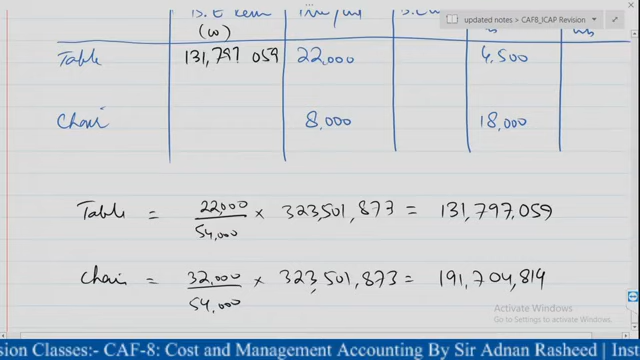 updated notes > CAF8_ICAP Revision
(w)
Table 131,797 059 22,000 4,500
Chair 8,000 18,000
Table = 22,000/54,000 × 323,501,873 = 131,797,059
Chair = 32,000/54,000 × 323,501,873 = 191,704,814
Activate Windows
Go to Settings to activate Windows.
sion Classes:- CAF-8: Cost and Management Accounting By Sir Adnan Rasheed | Insi